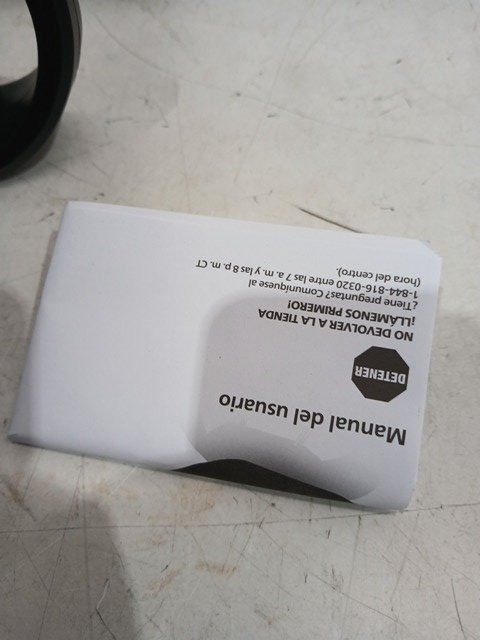 Manual del usuario
DETENER
NO DEVOLVER A LA TIENDA
¡LLÁMENOS PRIMERO!
¿Tiene preguntas? Comuníquese al
1-844-816-0320 entre las 7 a. m. y las 8 p. m. CT
(hora del centro).